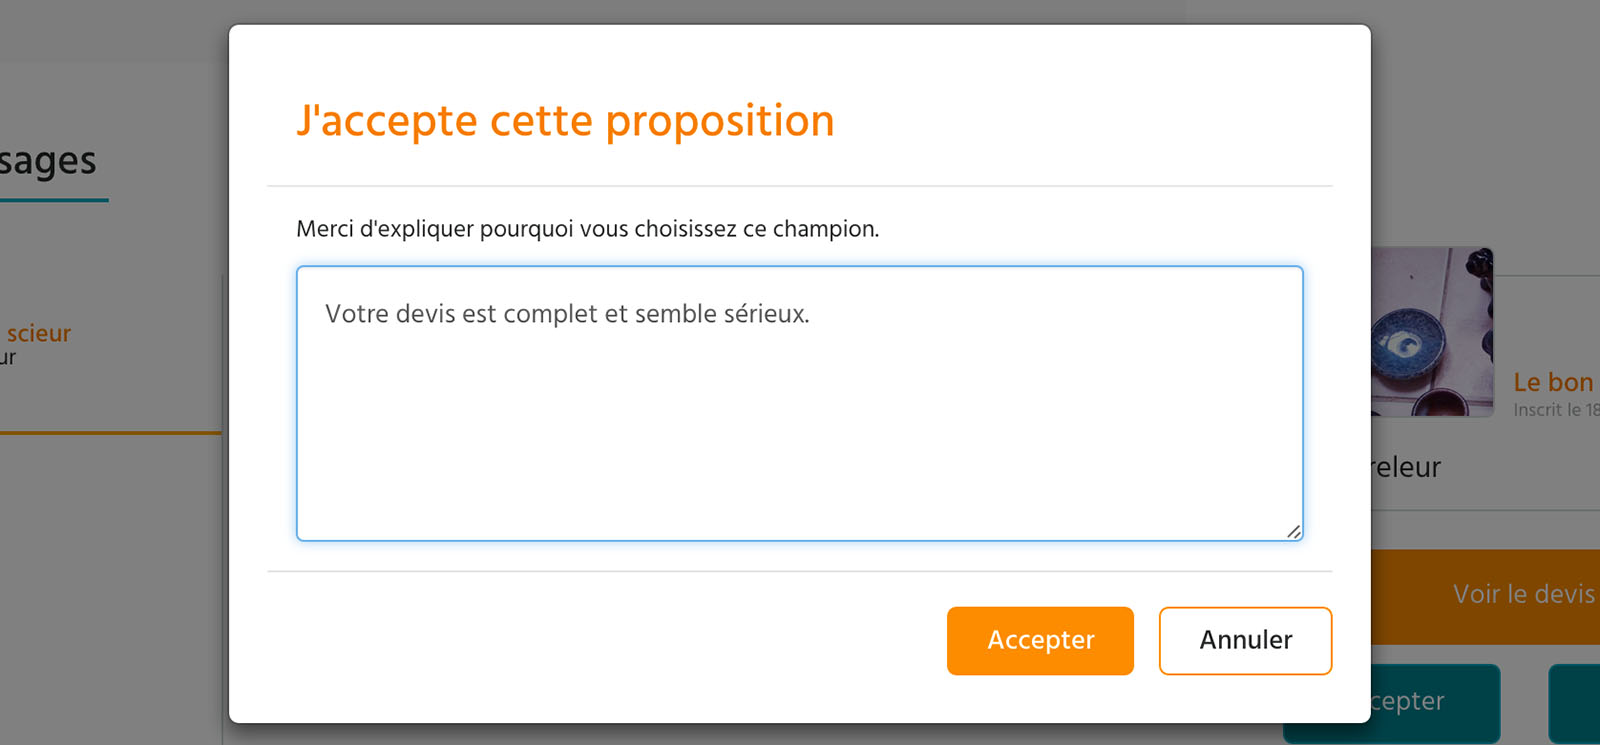 J'accepte cette proposition
sages
Merci d'expliquer pourquoi vous choisissez ce champion.
Votre devis est complet et semble sérieux.
scieur
ur
Le bon
Inscrit le 18
releur
Voir le devis
Accepter
Annuler
cepter